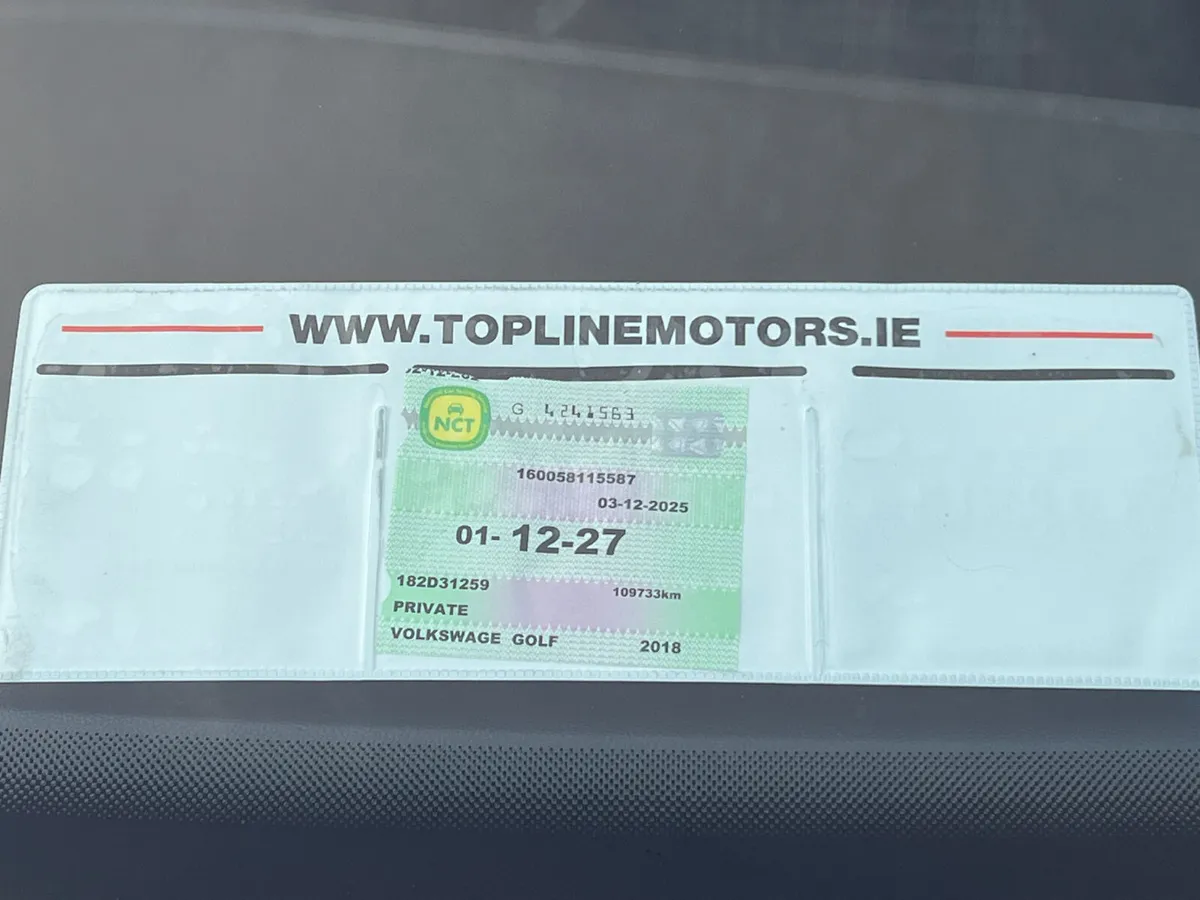 WWW.TOPLINEMOTORS.IE
NCT
G 4241563
160058115587
03-12-2025
01-12-27
182D31259
109733km
PRIVATE
VOLKSWAGE GOLF
2018